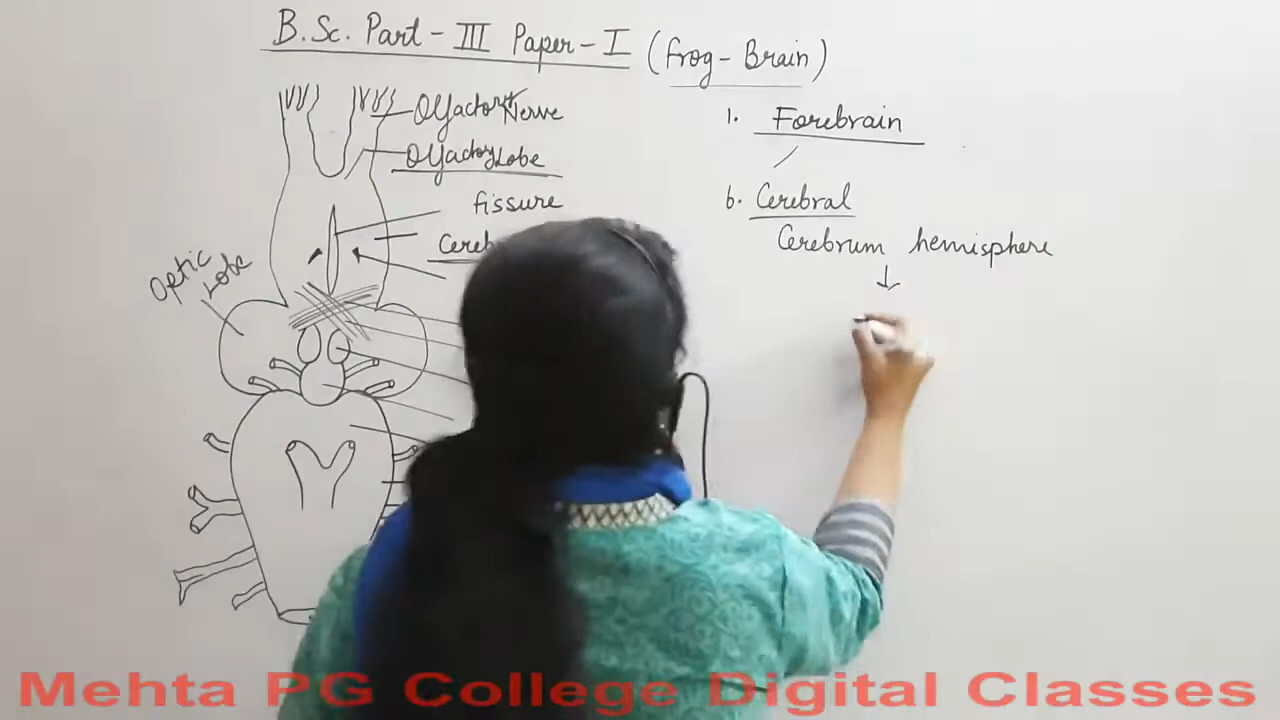 B.Sc. Part - III Paper - I (Frog - Brain)
Olfactory Nerve
Olfactory Lobe
fissure
Optic
Lobe
1. Forebrain
b. Cerebral
Cerebrum hemisphere
Mehta PG College Digital Classes